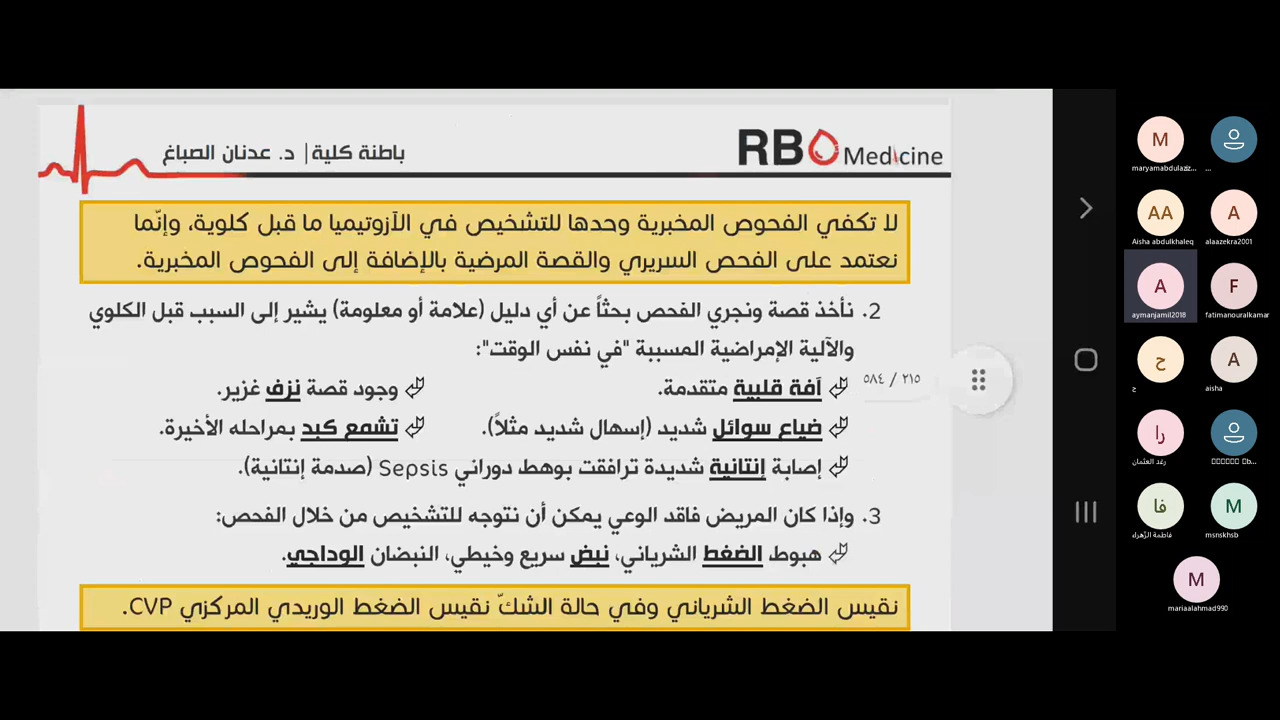 باطنة كلية | د. عدنان الصباغ
RBO Medicine
لا تكفي الفحوص المخبرية وحدها للتشخيص في الآزوتيميا ما قبل كلوية، وإنّما
نعتمد على الفحص السريري والقصة المرضية بالإضافة إلى الفحوص المخبرية.
2. نأخذ قصة ونجري الفحص بحثاً عن أي دليل (علامة أو معلومة) يشير إلى السبب قبل الكلوي
والآلية الإمراضية المسببة "في نفس الوقت":
آفة قلبية متقدمة.
وجود قصة نزف غزير.
ضياع سوائل شديد (إسهال شديد مثلاً).
تشمع كبد بمراحله الأخيرة.
إصابة إنتانية شديدة ترافقت بوهط دوراني Sepsis (صدمة إنتانية).
3. وإذا كان المريض فاقد الوعي يمكن أن نتوجه للتشخيص من خلال الفحص:
هبوط الضغط الشرياني، نبض سريع وخيطي، النبضان الوداجي.
نقيس الضغط الشرياني وفي حالة الشكّ نقيس الضغط الوريدي المركزي CVP.
٢١٥ / ٥٨٤
M
maryamabdulaziz...
...
AA
Aisha abdulkhaleq
A
alaazekra2001
A
aymanjamil2018
F
fatimanouralkamar
ح
ح
A
aisha
را
رغد العثمان
فا
فاطمة الزّهراء
M
msnskhsb
M
mariaalahmad990